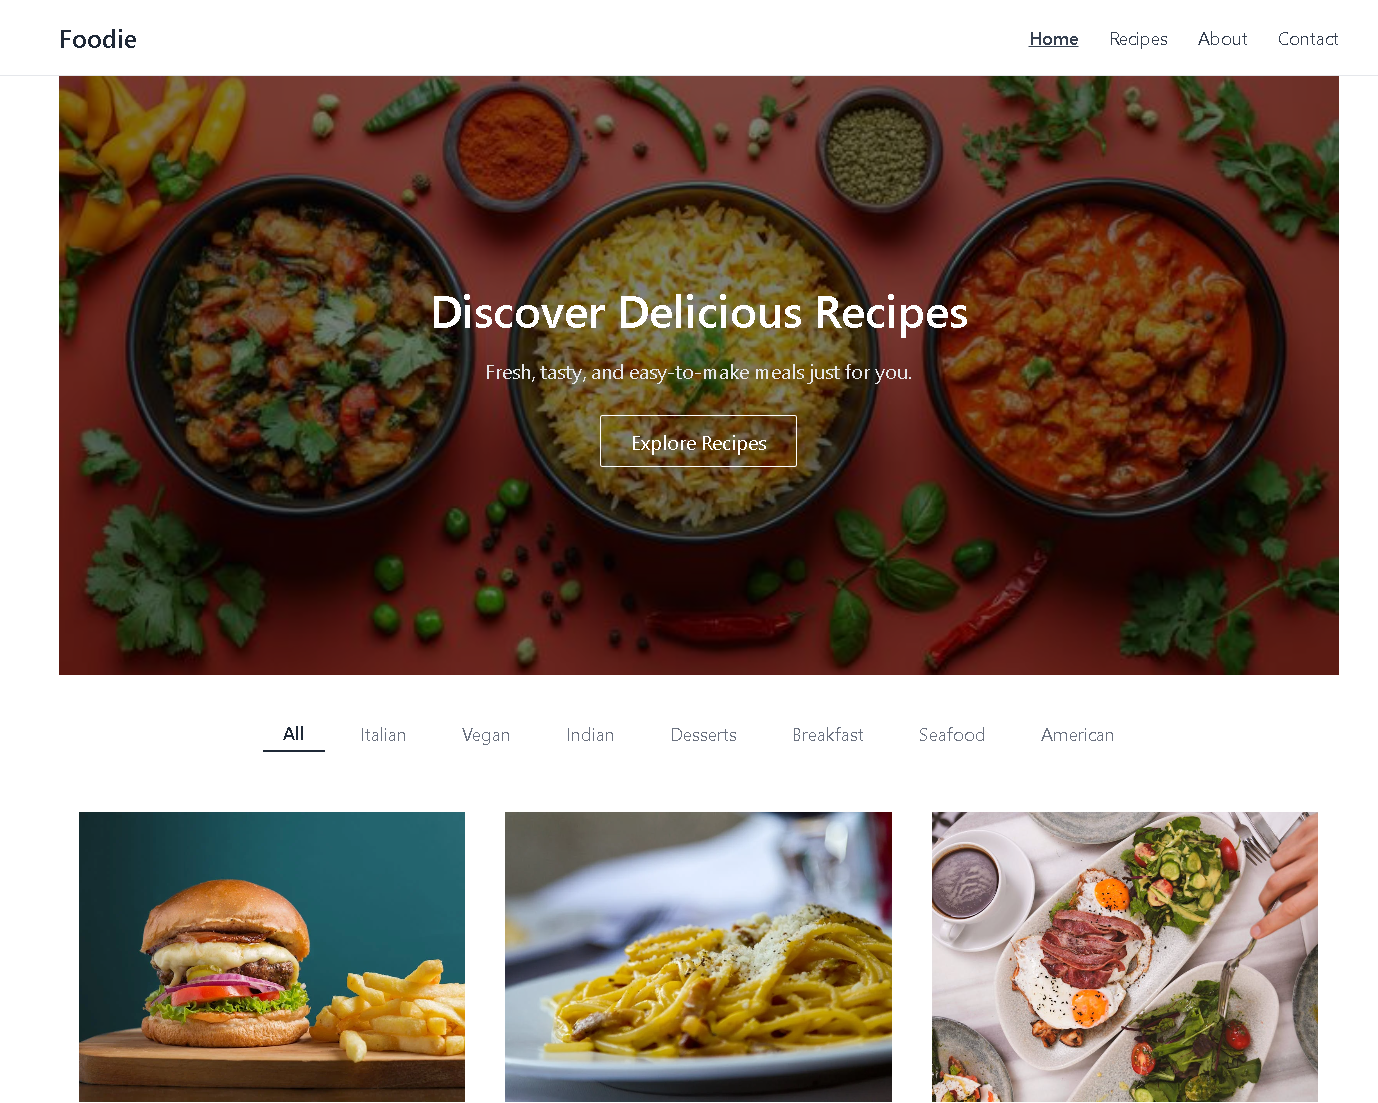 Foodie
Home Recipes About Contact
Discover Delicious Recipes
Fresh, tasty, and easy-to-make meals just for you.
Explore Recipes
All Italian Vegan Indian Desserts Breakfast Seafood American